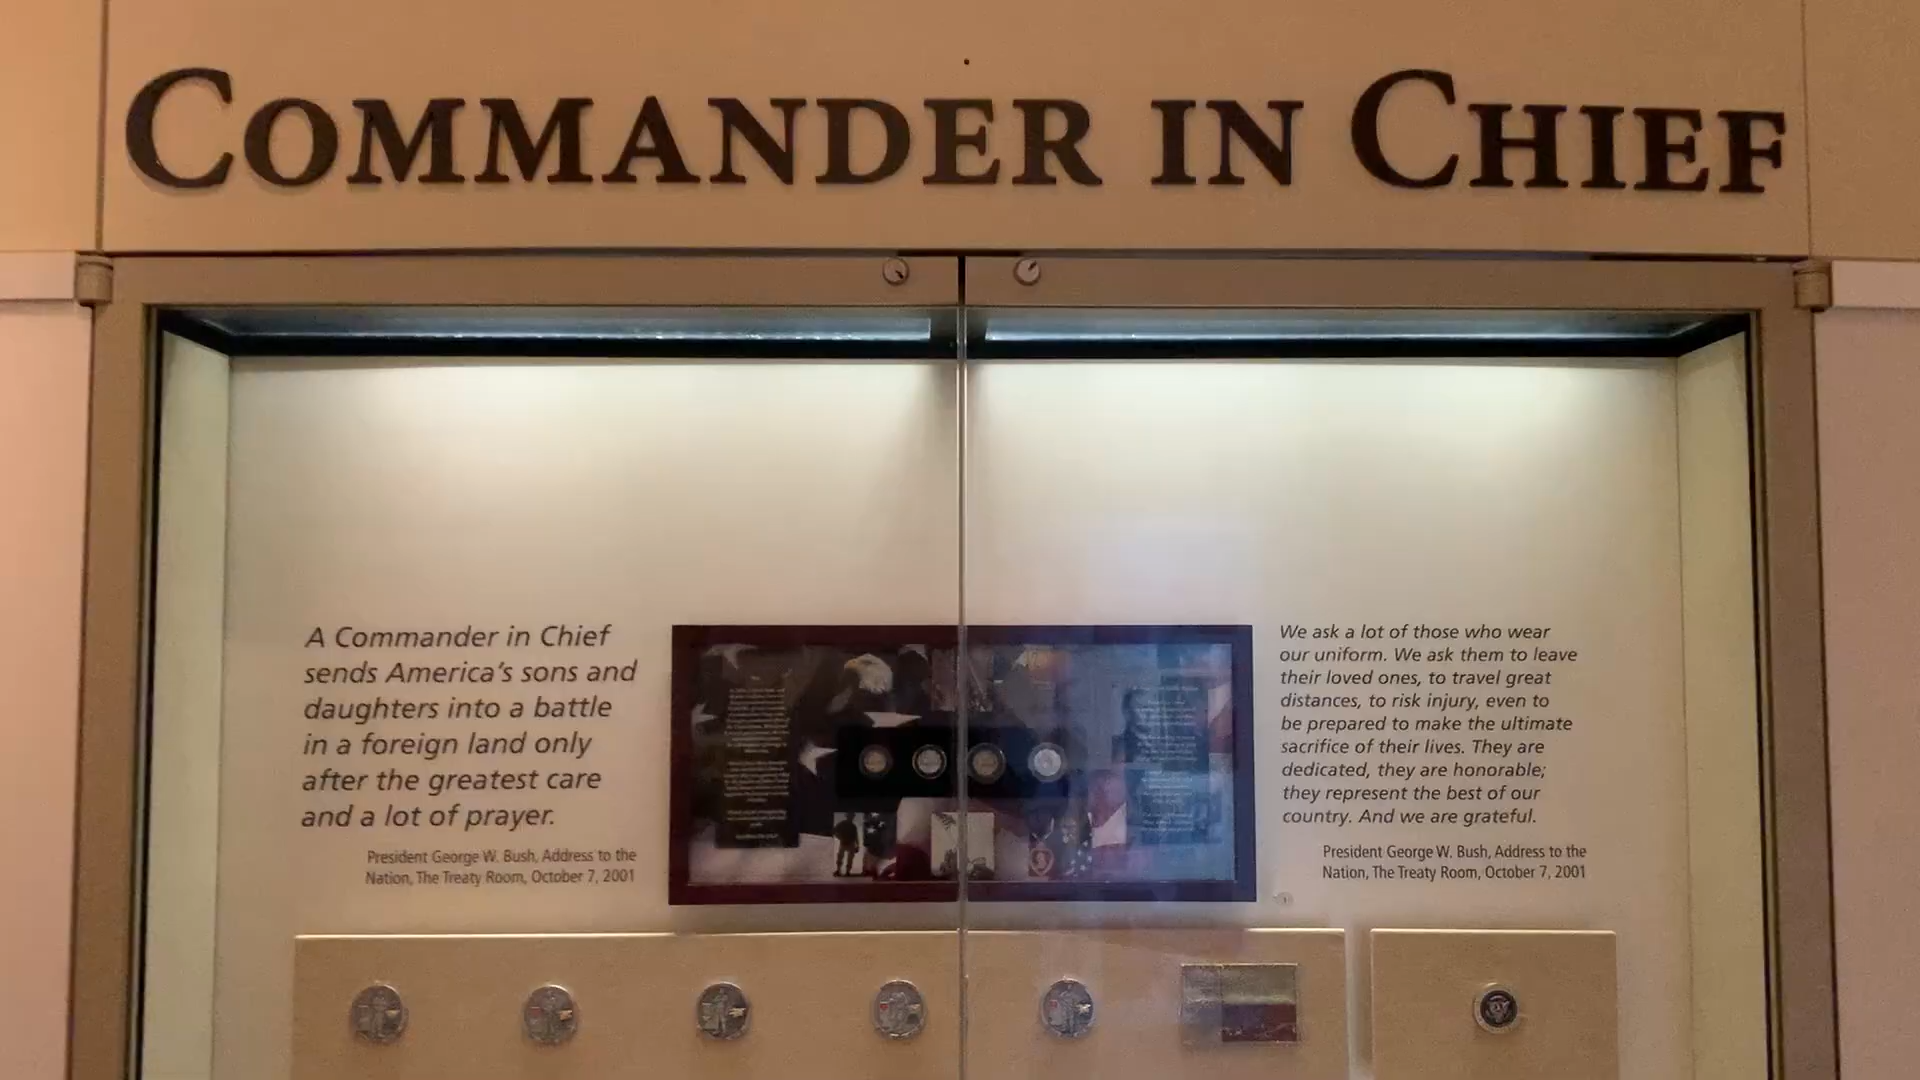 COMMANDER IN CHIEF
A Commander in Chief
sends America's sons and
daughters into a battle
in a foreign land only
after the greatest care
and a lot of prayer.
President George W. Bush, Address to the
Nation, The Treaty Room, October 7, 2001
We ask a lot of those who wear
our uniform. We ask them to leave
their loved ones, to travel great
distances, to risk injury, even to
be prepared to make the ultimate
sacrifice of their lives. They are
dedicated, they are honorable;
they represent the best of our
country. And we are grateful.
President George W. Bush, Address to the
Nation, The Treaty Room, October 7, 2001